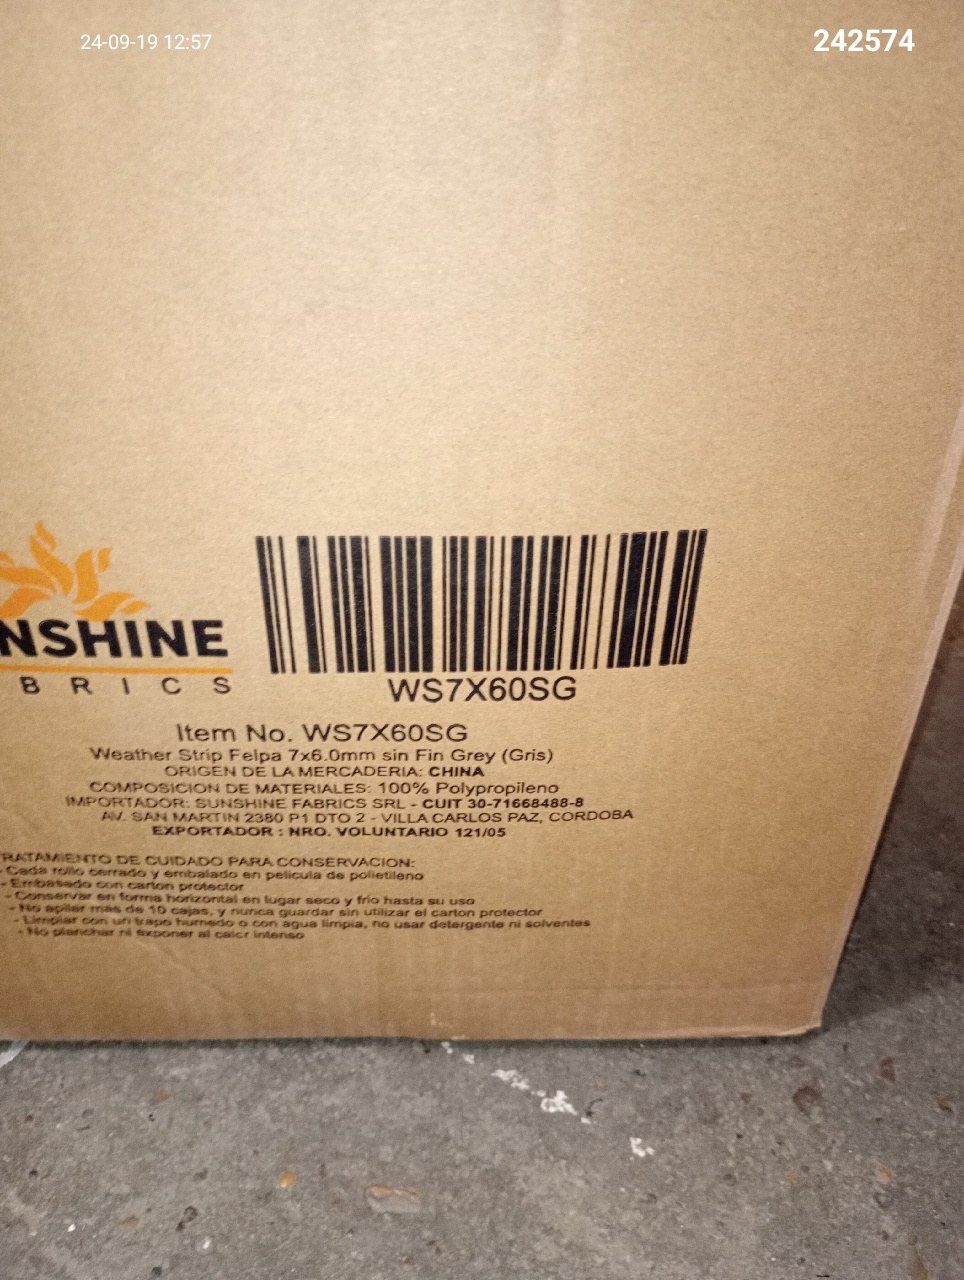 24-09-19 12:57
242574
NSHINE
BRICS
WS7X60SG
Item No. WS7X60SG
Weather Strip Felpa 7x6.0mm sin Fin Grey (Gris)
ORIGEN DE LA MERCADERIA: CHINA
COMPOSICION DE MATERIALES: 100% Polypropileno
IMPORTADOR: SUNSHINE FABRICS SRL - CUIT 30-71668488-8
AV. SAN MARTIN 2380 P1 DTO 2 - VILLA CARLOS PAZ, CORDOBA
EXPORTADOR : NRO. VOLUNTARIO 121/05
RATAMIENTO DE CUIDADO PARA CONSERVACION:
- Cada rollo cerrado y embalado en pelicula de polietileno
- Embalado con carton protector
- Conservar en forma horizontal en lugar seco y frio hasta su uso
- No apilar mas de 10 cajas, y nunca guardar sin utilizar el carton protector
- Limpiar con un trapo humedo o con agua limpia, no usar detergente ni solventes
- No planchar ni exponer al calor intenso